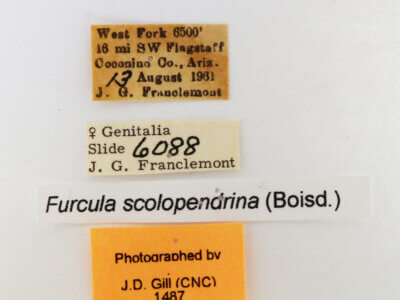 West Fork 6500'
16 mi SW Flagstaff
Coconino Co., Ariz.
13 August 1961
J. G. Franclemont
♀ Genitalia
Slide 6088
J. G. Franclemont
Furcula scolopendrina (Boisd.)
Photographed by
J.D. Gill (CNC)
1487